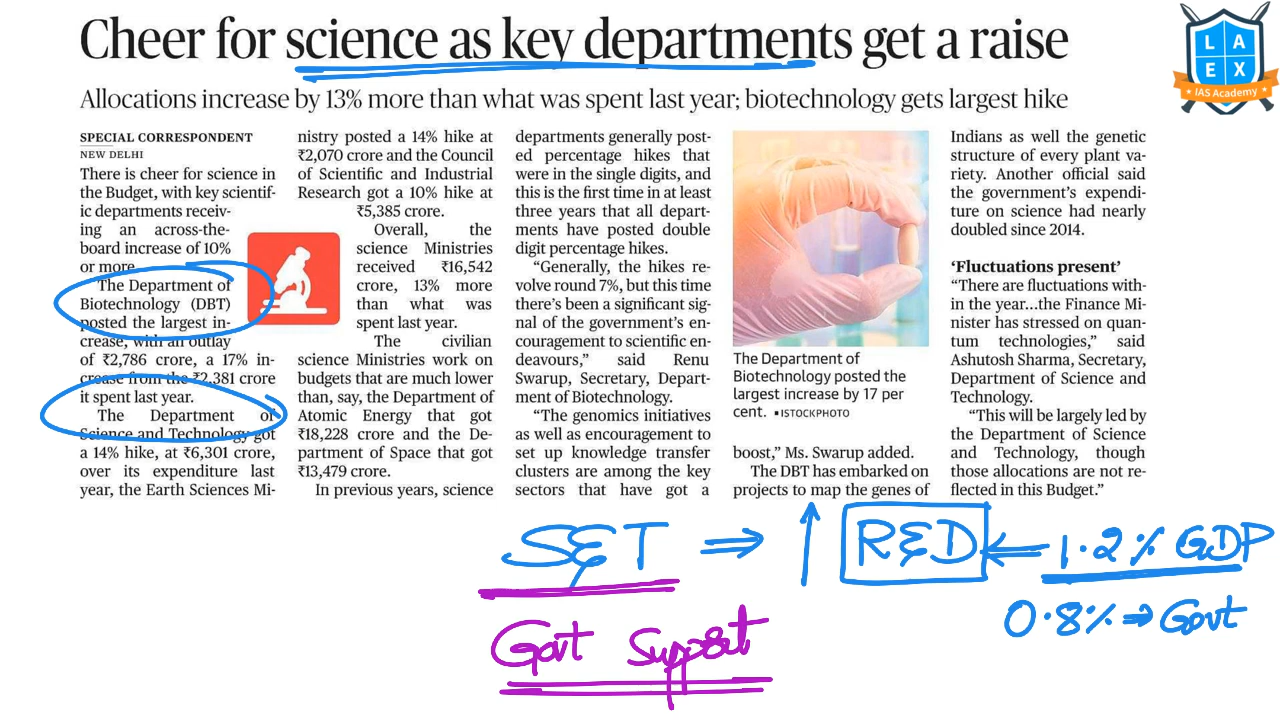 Cheer for science as key departments get a raise
Allocations increase by 13% more than what was spent last year; biotechnology gets largest hike
L A
E X
IAS Academy
SPECIAL CORRESPONDENT
NEW DELHI
There is cheer for science in
the Budget, with key scientif-
ic departments receiv-
ing an across-the-
board increase of 10%
or more.
The Department of
Biotechnology (DBT)
posted the largest in-
crease, with an outlay
of ₹2,786 crore, a 17% in-
crease from the ₹2,381 crore
it spent last year.
The Department of
Science and Technology got
a 14% hike, at ₹6,301 crore,
over its expenditure last
year, the Earth Sciences Mi-
nistry posted a 14% hike at
₹2,070 crore and the Council
of Scientific and Industrial
Research got a 10% hike at
₹5,385 crore.
Overall, the
science Ministries
received ₹16,542
crore, 13% more
than what was
spent last year.
The civilian
science Ministries work on
budgets that are much lower
than, say, the Department of
Atomic Energy that got
₹18,228 crore and the De-
partment of Space that got
₹13,479 crore.
In previous years, science
departments generally post-
ed percentage hikes that
were in the single digits, and
this is the first time in at least
three years that all depart-
ments have posted double
digit percentage hikes.
“Generally, the hikes re-
volve round 7%, but this time
there’s been a significant sig-
nal of the government’s en-
couragement to scientific en-
deavours,” said Renu
Swarup, Secretary, Depart-
ment of Biotechnology.
“The genomics initiatives
as well as encouragement to
set up knowledge transfer
clusters are among the key
sectors that have got a
The Department of
Biotechnology posted the
largest increase by 17 per
cent. ▪ISTOCKPHOTO
boost,” Ms. Swarup added.
The DBT has embarked on
projects to map the genes of
Indians as well the genetic
structure of every plant va-
riety. Another official said
the government’s expendi-
ture on science had nearly
doubled since 2014.
‘Fluctuations present’
“There are fluctuations with-
in the year...the Finance Mi-
nister has stressed on quan-
tum technologies,” said
Ashutosh Sharma, Secretary,
Department of Science and
Technology.
“This will be largely led by
the Department of Science
and Technology, though
those allocations are not re-
flected in this Budget.”
S&T ⇒ ↑ R&D ⇐ 1.2% GDP
0.8% ⇒ Govt
Govt Support